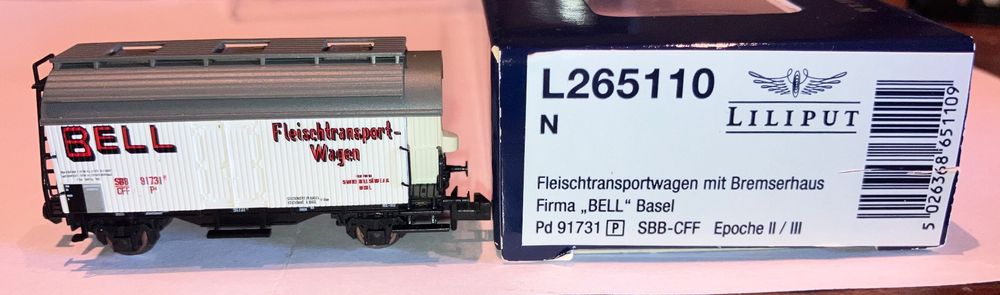 BELL
Fleischtransport-
Wagen
SBB 91731
CFF P
L265110
N
LILIPUT
Fleischtransportwagen mit Bremserhaus
Firma „BELL“ Basel
Pd 91731 P SBB-CFF Epoche II / III
5 026368 651109